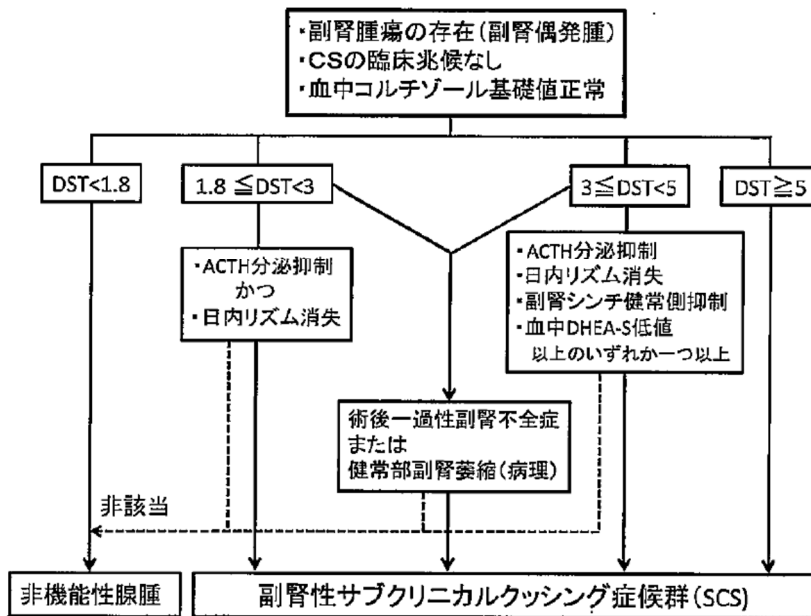 ・副腎腫瘍の存在(副腎偶発腫)
・CSの臨床兆候なし
・血中コルチゾール基礎値正常
DST<1.8
1.8 ≦DST<3
3≦DST<5
DST≧5
・ACTH分泌抑制
かつ
・日内リズム消失
・ACTH分泌抑制
・日内リズム消失
・副腎シンチ健常側抑制
・血中DHEA-S低値
以上のいずれか一つ以上
術後一過性副腎不全症
または
健常部副腎萎縮(病理)
非該当
非機能性腺腫
副腎性サブクリニカルクッシング症候群(SCS)